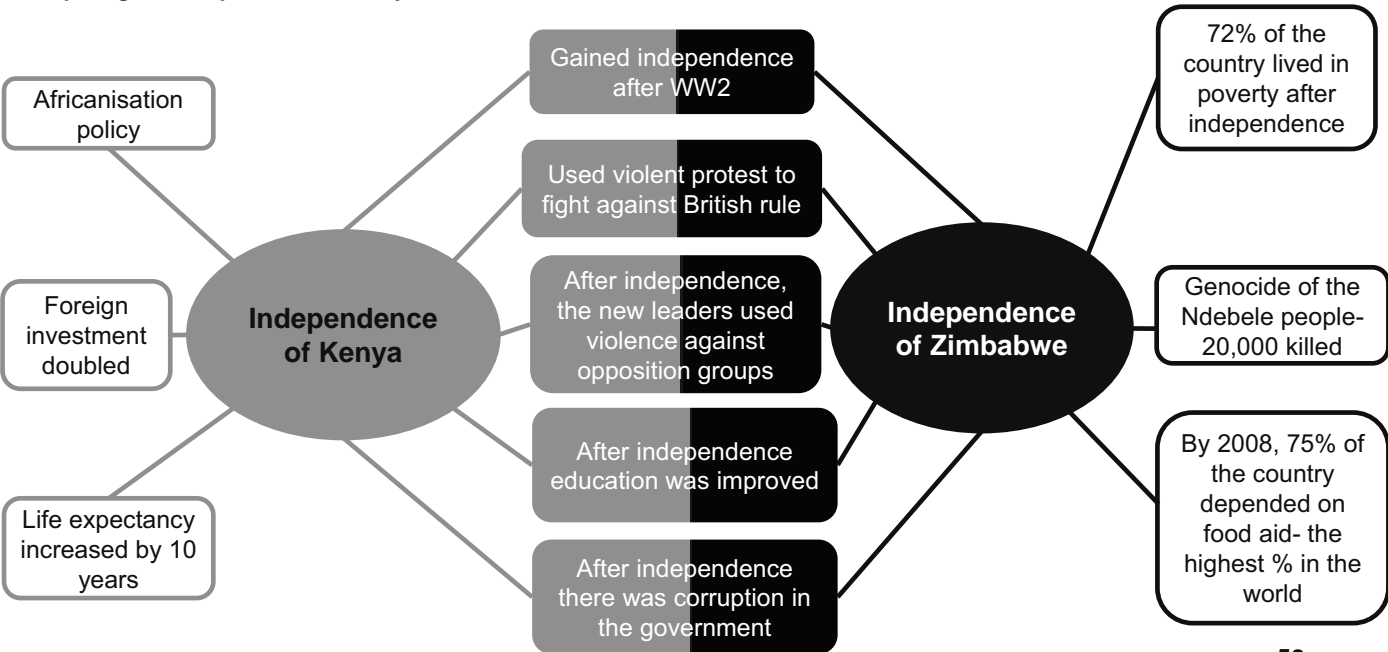 Africanisation
policy
Foreign
investment
doubled
Life expectancy
increased by 10
years
Independence
of Kenya
Gained independence
after WW2
Used violent protest to
fight against British rule
After independence,
the new leaders used
violence against
opposition groups
After independence
education was improved
After independence
there was corruption in
the government
Independence
of Zimbabwe
72% of the
country lived in
poverty after
independence
Genocide of the
Ndebele people-
20,000 killed
By 2008, 75% of
the country
depended on
food aid- the
highest % in the
world